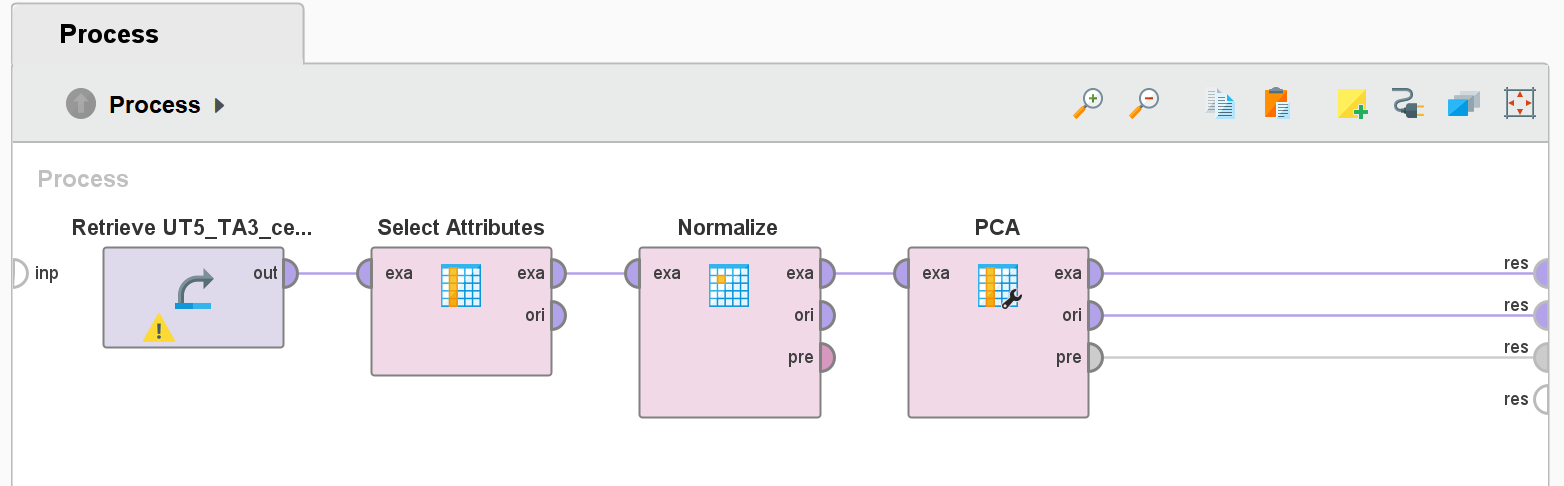 Process
Process
Process
Retrieve UT5_TA3_ce...
Select Attributes
Normalize
PCA
inp
out
exa
exa
ori
exa
exa
ori
pre
exa
exa
ori
pre
res
res
res
res